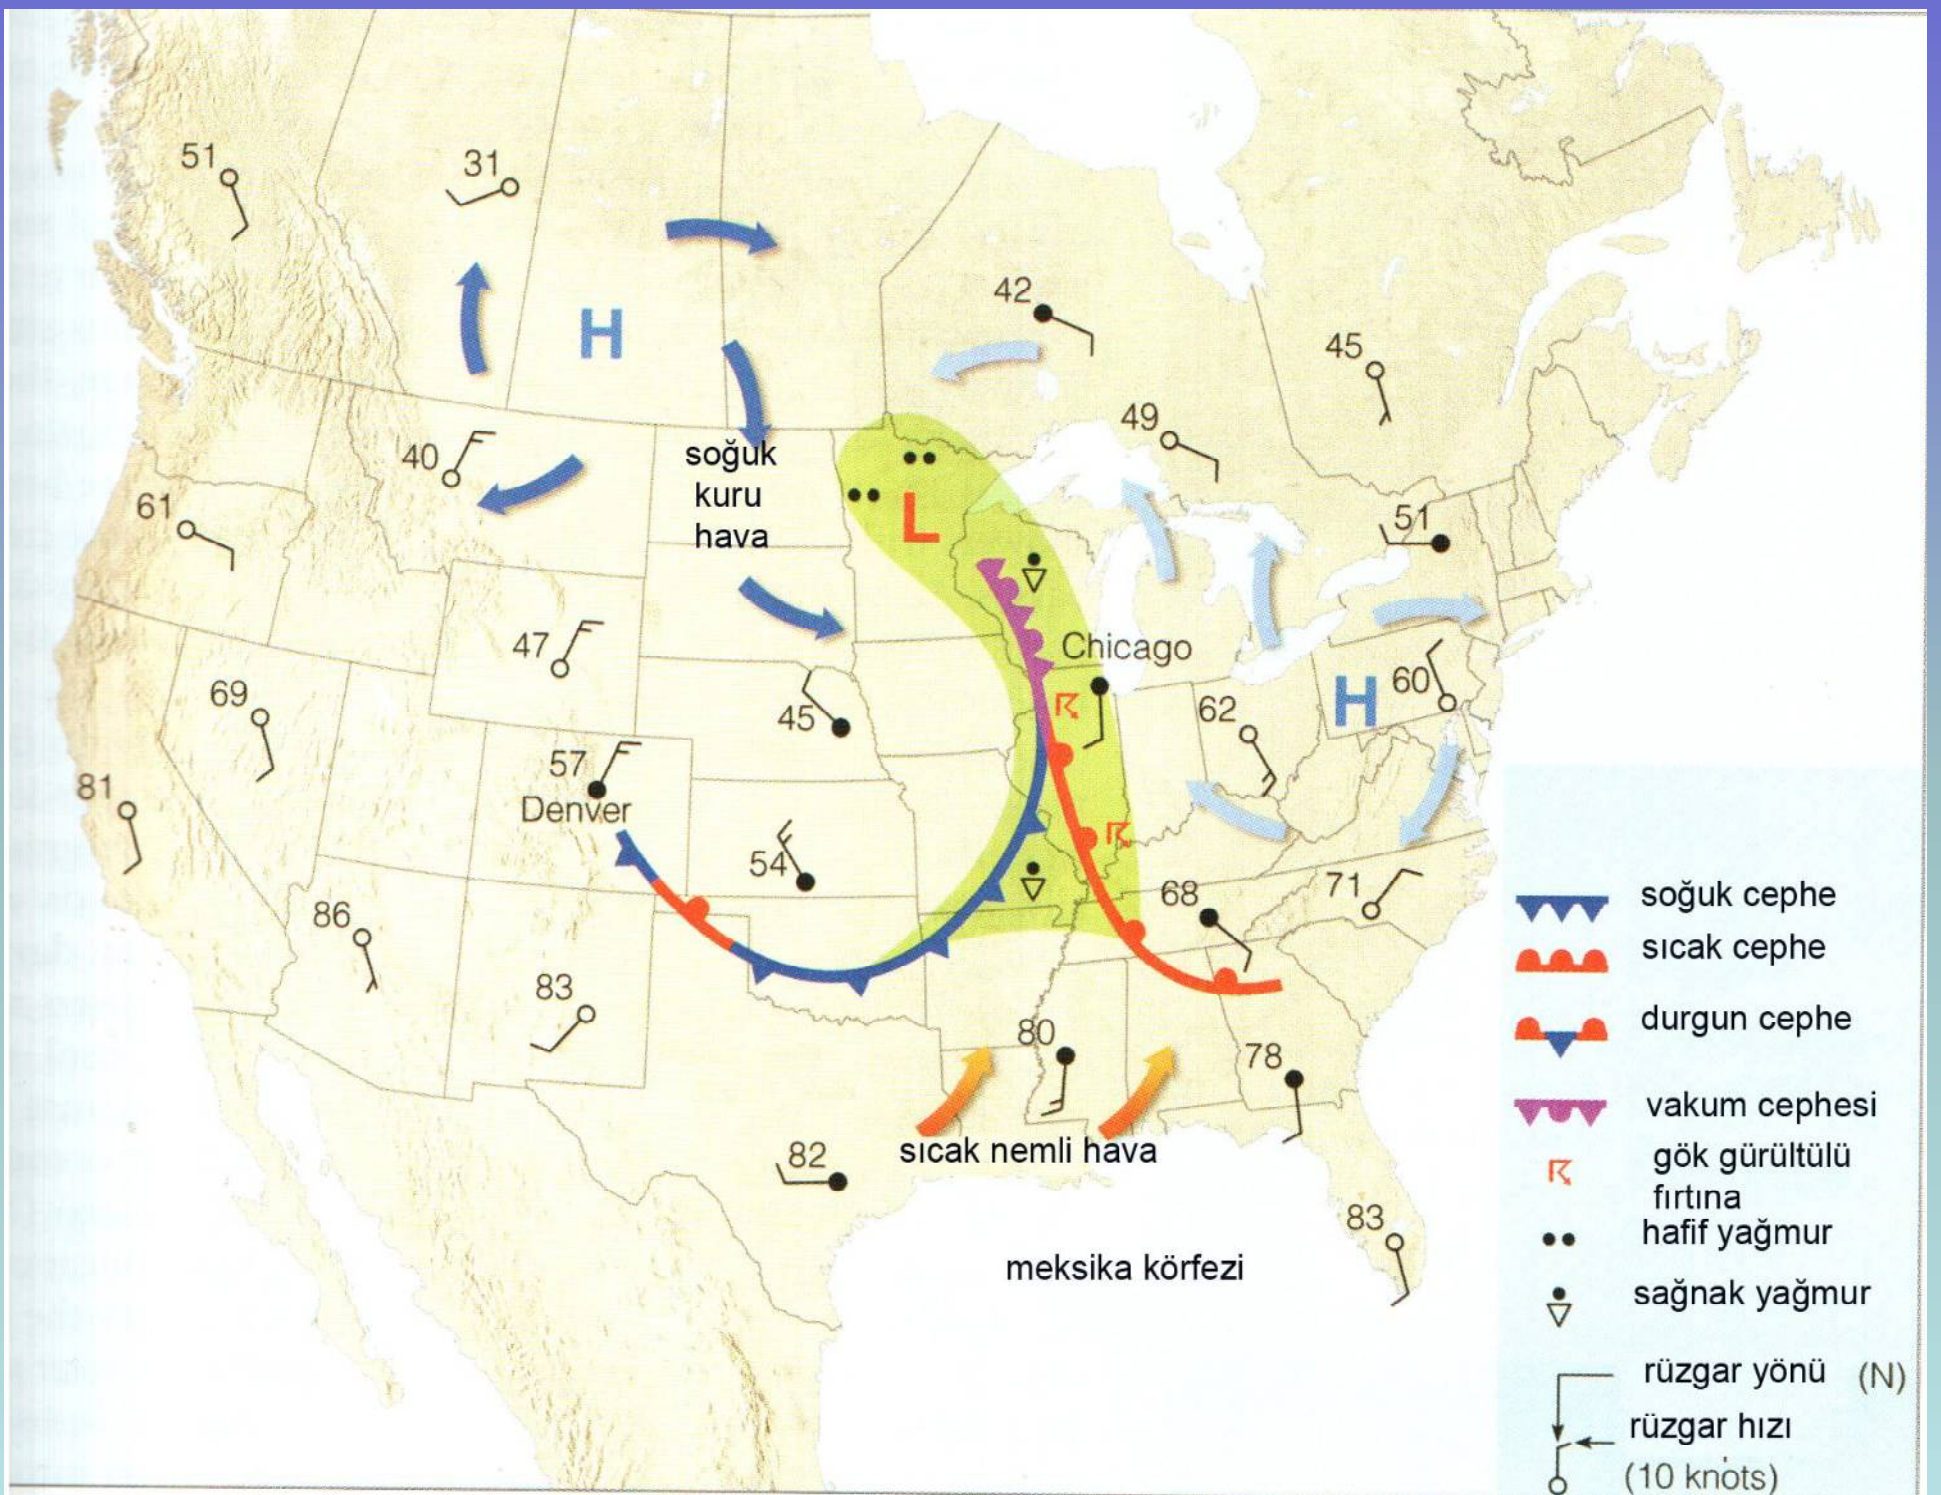 51
31
H
42
45
49
40
soğuk
kuru
hava
61
L
51
Chicago
47
69
H
60
62
45
57
Denver
81
54
68
71
86
83
80
78
sıcak nemli hava
82
83
meksika körfezi
soğuk cephe
sıcak cephe
durgun cephe
vakum cephesi
gök gürültülü
fırtına
hafif yağmur
sağnak yağmur
rüzgar yönü (N)
rüzgar hızı
(10 knots)